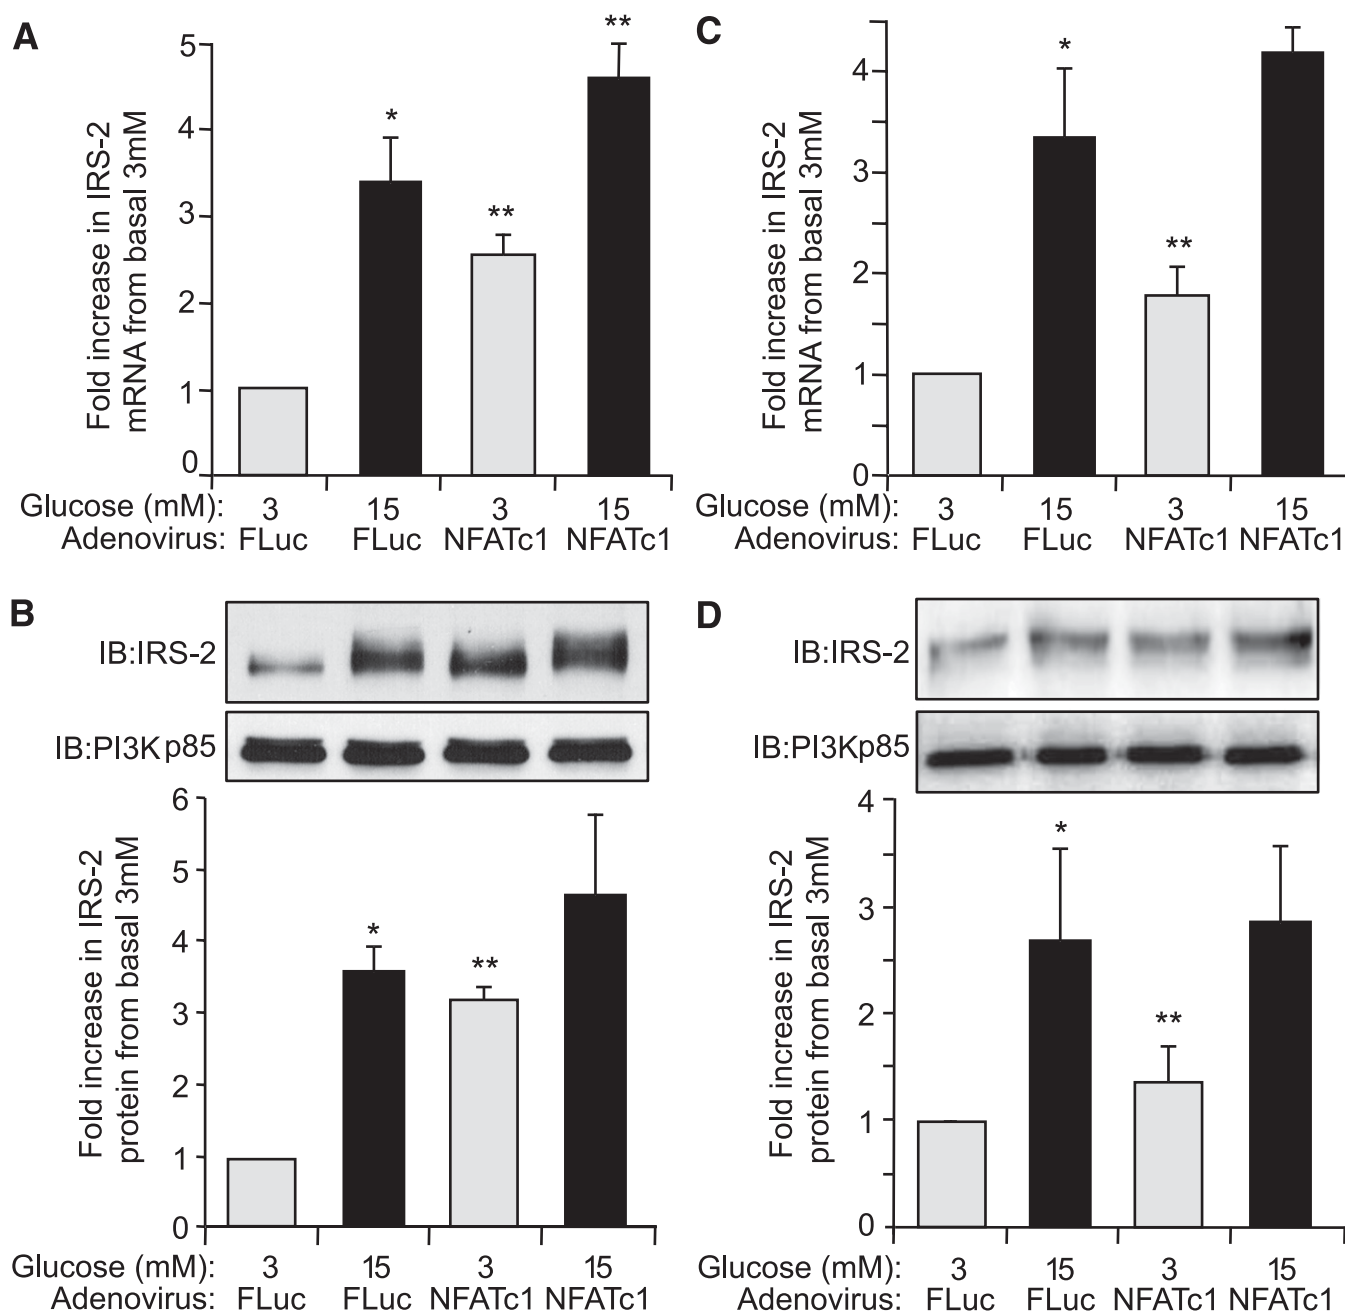 A
Fold increase in IRS-2
mRNA from basal 3mM
5
4
3
2
1
0
**
*
**
Glucose (mM): 3 15 3 15
Adenovirus: FLuc FLuc NFATc1 NFATc1
C
Fold increase in IRS-2
mRNA from basal 3mM
4
3
2
1
0
*
**
Glucose (mM): 3 15 3 15
Adenovirus: FLuc FLuc NFATc1 NFATc1
B
IB:IRS-2
IB:PI3Kp85
Fold increase in IRS-2
protein from basal 3mM
6
5
4
3
2
1
0
*
**
Glucose (mM): 3 15 3 15
Adenovirus: FLuc FLuc NFATc1 NFATc1
D
IB:IRS-2
IB:PI3Kp85
Fold increase in IRS-2
protein from basal 3mM
4
3
2
1
0
*
**
Glucose (mM): 3 15 3 15
Adenovirus: FLuc FLuc NFATc1 NFATc1